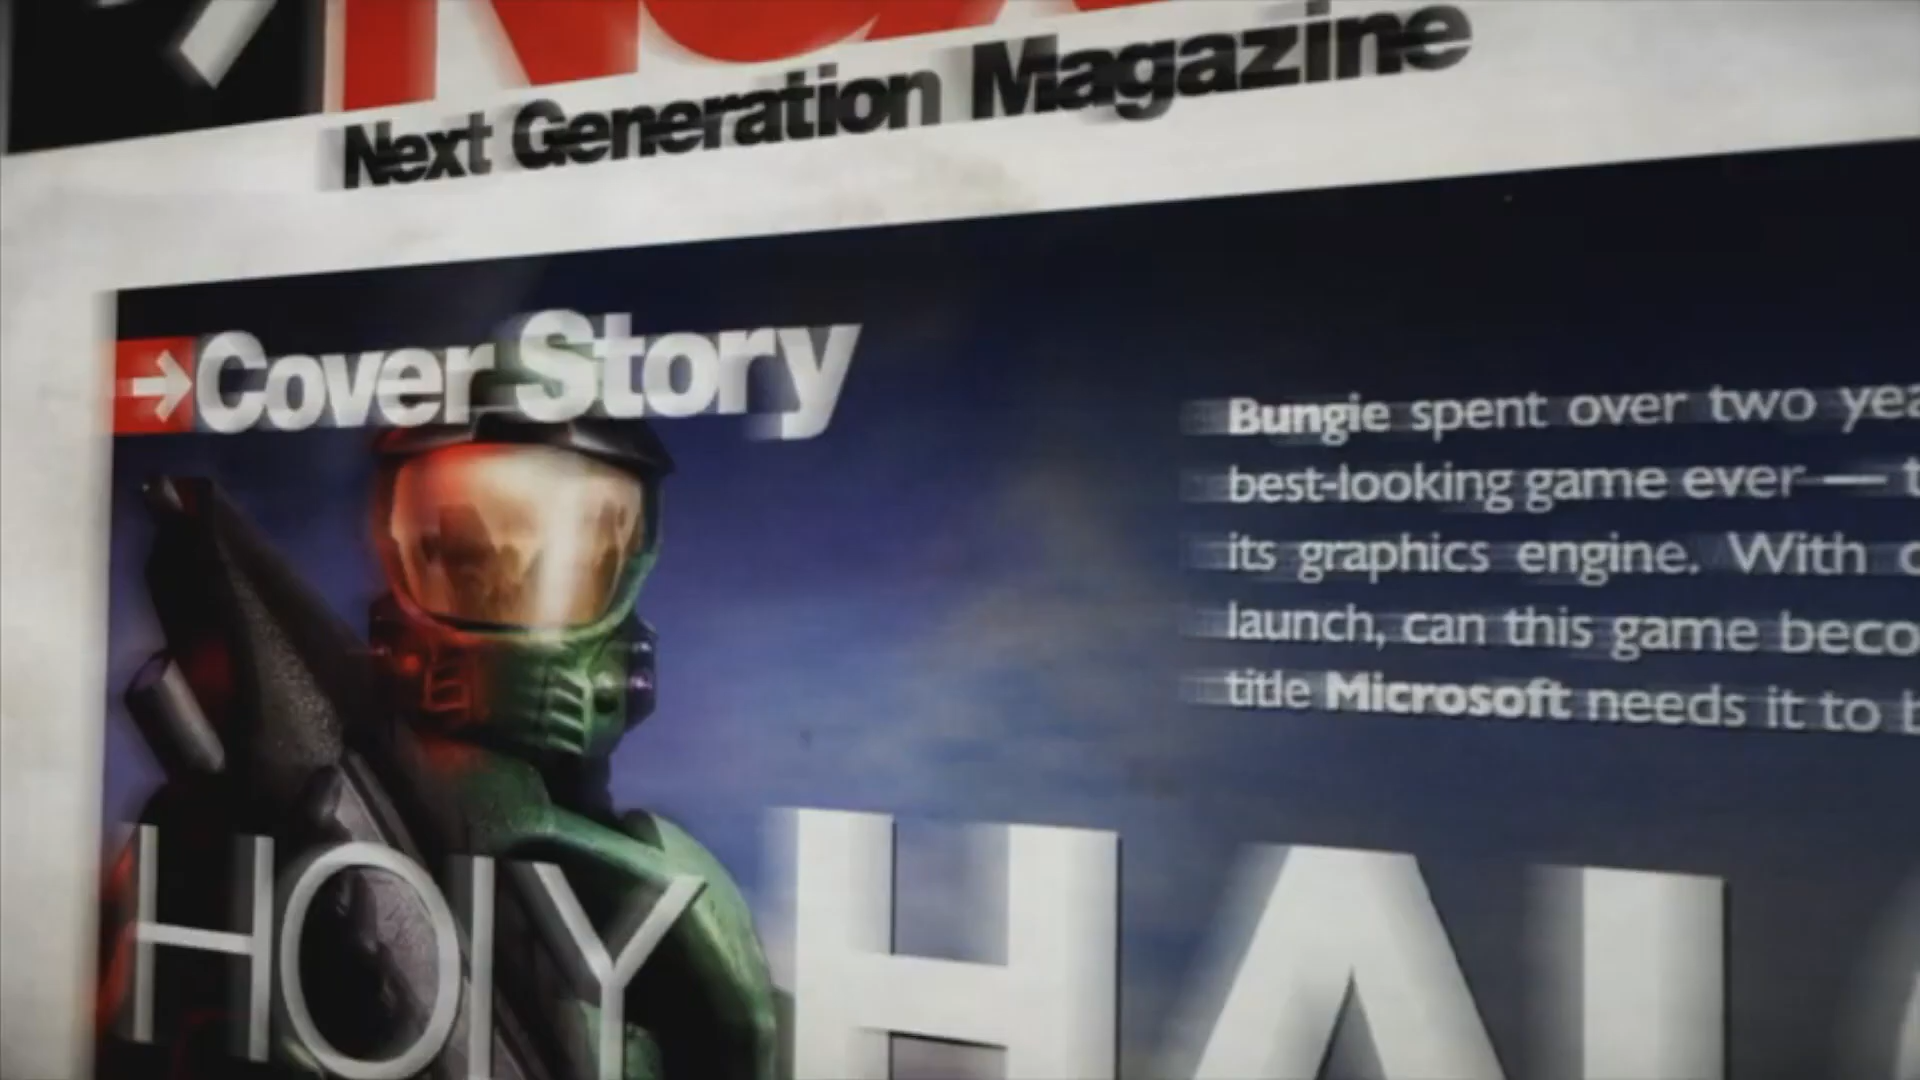 Next Generation Magazine
Cover Story
Bungie spent over two
best-looking game ever —
its graphics engine. With
launch, can this game
title Microsoft needs it to
HOLY